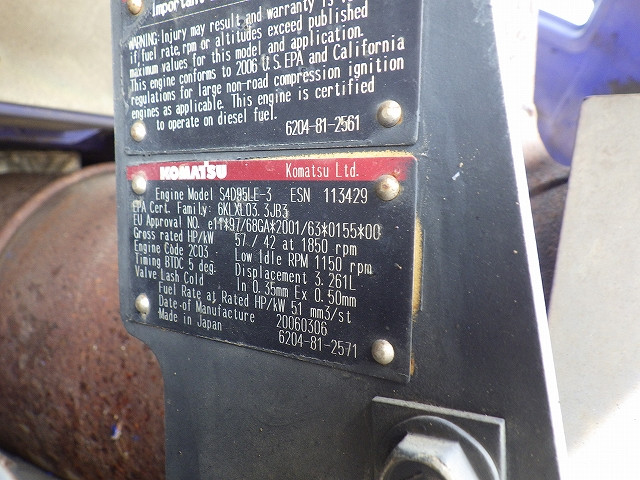 Important
WARNING: Injury may result and warranty is
if fuel rate, rpm or altitudes exceed published
maximum values for this model and application.
This engine conforms to 2006 U.S.EPA and California
regulations for large non-road compression ignition
engines as applicable. This engine is certified
to operate on diesel fuel.
6204-81-2561
KOMATSU Komatsu Ltd.
Engine Model S4D95LE-3 ESN 113429
EPA Cert. Family: 6KLXL03.3JB3
EU Approval NO. e11*97/68GA*2001/63*0155*00
Gross rated HP/kW 57 / 42 at 1850 rpm
Engine Code 2C03 Low Idle RPM 1150 rpm
Timing BTDC 5 deg. Displacement 3.261L
Valve Lash Cold In 0.35mm Ex 0.50mm
Fuel Rate at Rated HP/kW 51 mm3/st
Date of Manufacture 20060306
Made in Japan 6204-81-2571